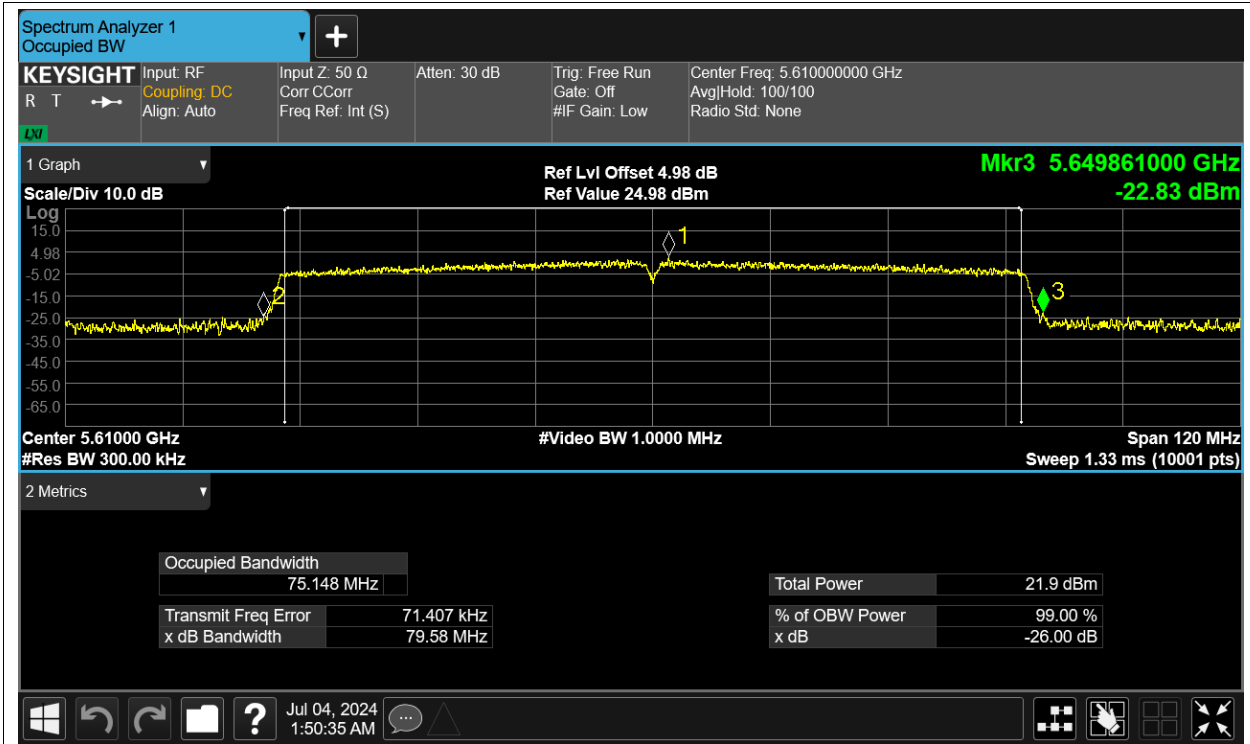 Spectrum Analyzer 1
Occupied BW
KEYSIGHT
R T
LXI
Input: RF
Coupling: DC
Align: Auto
Input Z: 50 Ω
Corr CCorr
Freq Ref: Int (S)
Atten: 30 dB
Trig: Free Run
Gate: Off
#IF Gain: Low
Center Freq: 5.610000000 GHz
Avg|Hold: 100/100
Radio Std: None
1 Graph
Scale/Div 10.0 dB
Ref Lvl Offset 4.98 dB
Ref Value 24.98 dBm
Mkr3 5.649861000 GHz
-22.83 dBm
Log
15.0
4.98
-5.02
-15.0
-25.0
-35.0
-45.0
-55.0
-65.0
1
2
3
Center 5.61000 GHz
#Res BW 300.00 kHz
#Video BW 1.0000 MHz
Span 120 MHz
Sweep 1.33 ms (10001 pts)
2 Metrics
Occupied Bandwidth
75.148 MHz
Transmit Freq Error 71.407 kHz
x dB Bandwidth 79.58 MHz
Total Power 21.9 dBm
% of OBW Power 99.00 %
x dB -26.00 dB
?
Jul 04, 2024
1:50:35 AM